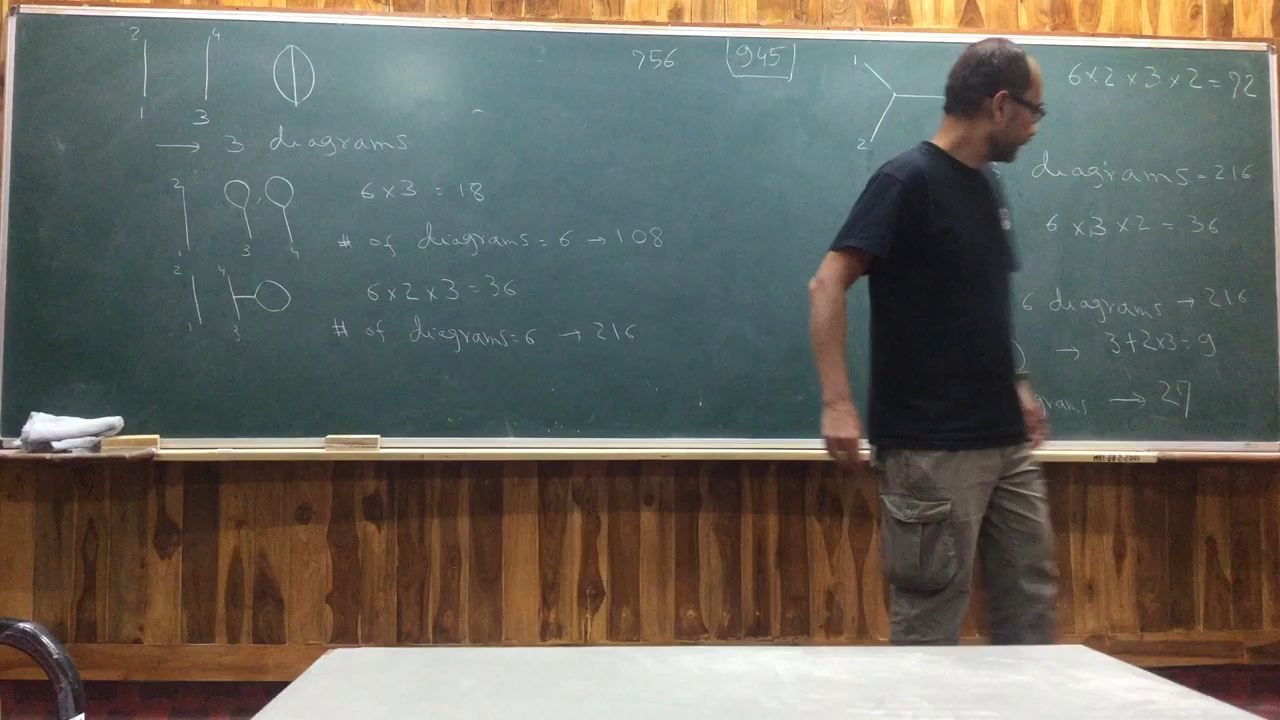 2 4
1 3
→ 3 diagrams
2
1 3 4
6×3 = 18
# of diagrams = 6 → 108
2 4
1 3
6×2×3=36
# of diagrams=6 → 216
756 945
1
2
6×2×3×2=72
diagrams=216
6×3×2=36
6 diagrams → 216
→ 3+2×3=9
grams → 27